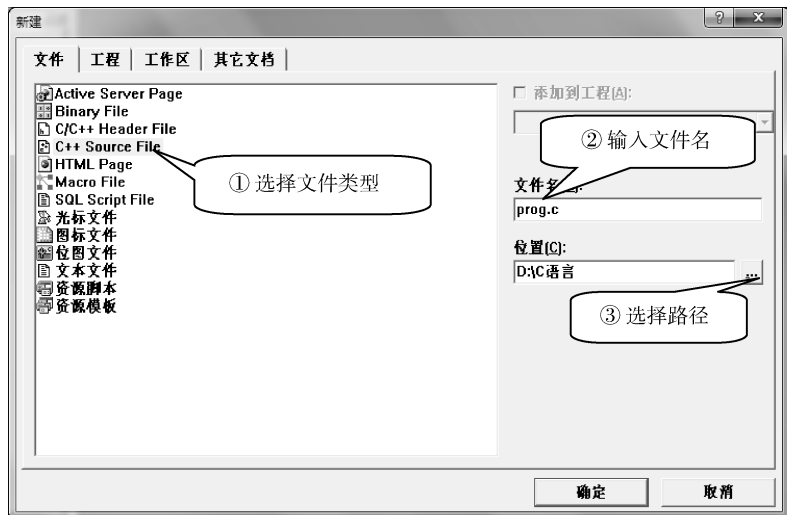 新建
文件 工程 工作区 其它文档
Active Server Page
Binary File
C/C++ Header File
C++ Source File
HTML Page
Macro File
SQL Script File
光标文件
图标文件
位图文件
文本文件
资源脚本
资源模板
① 选择文件类型
添加到工程(A):
② 输入文件名
文件名
prog.c
位置(C):
D:\C语言
...
③ 选择路径
确定 取消